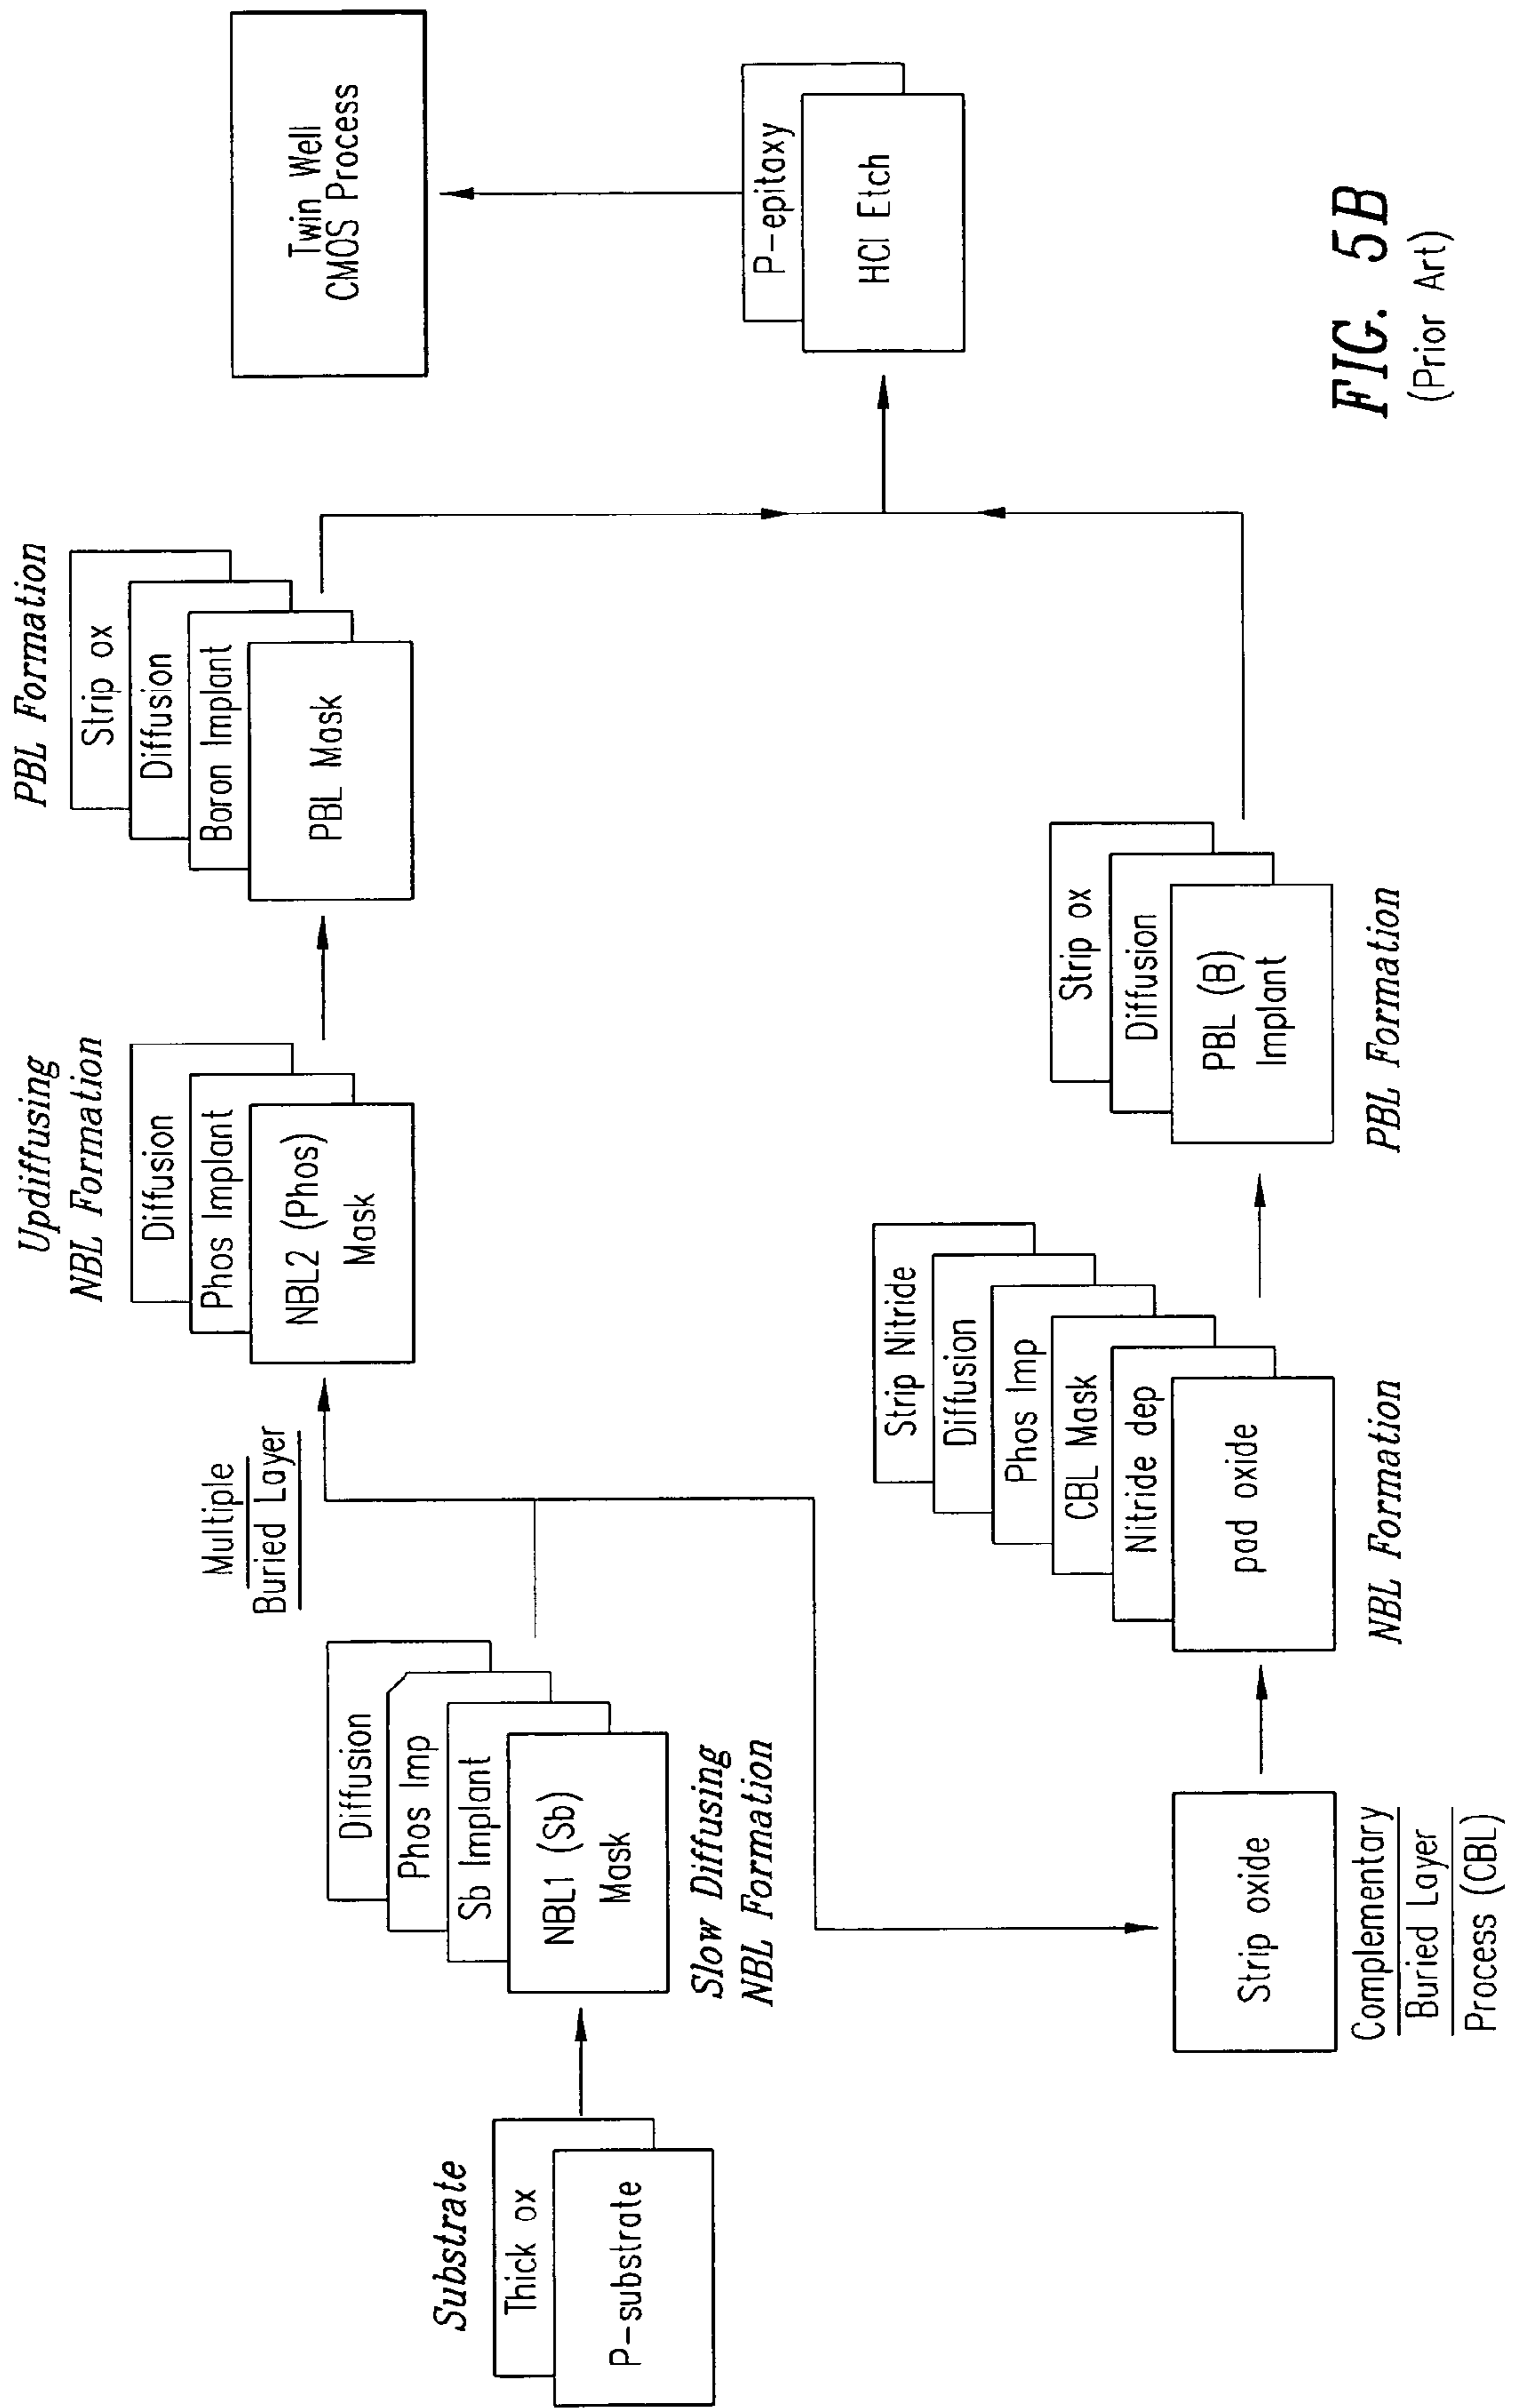 Substrate
Thick ox
P-substrate
Diffusion
Phos Imp
Sb Implant
NBL1 (Sb)
Mask
Slow Diffusing
NBL Formation
Multiple
Buried Layer
Updiffusing
NBL Formation
Diffusion
Phos Implant
NBL2 (Phos)
Mask
PBL Formation
Strip ox
Diffusion
Boron Implant
PBL Mask
Strip oxide
Complementary
Buried Layer
Process (CBL)
Strip Nitride
Diffusion
Phos Imp
CBL Mask
Nitride dep
pad oxide
NBL Formation
Strip ox
Diffusion
PBL (B)
Implant
PBL Formation
P-epitaxy
HCl Etch
Twin Well
CMOS Process
FIG. 5B
(Prior Art)